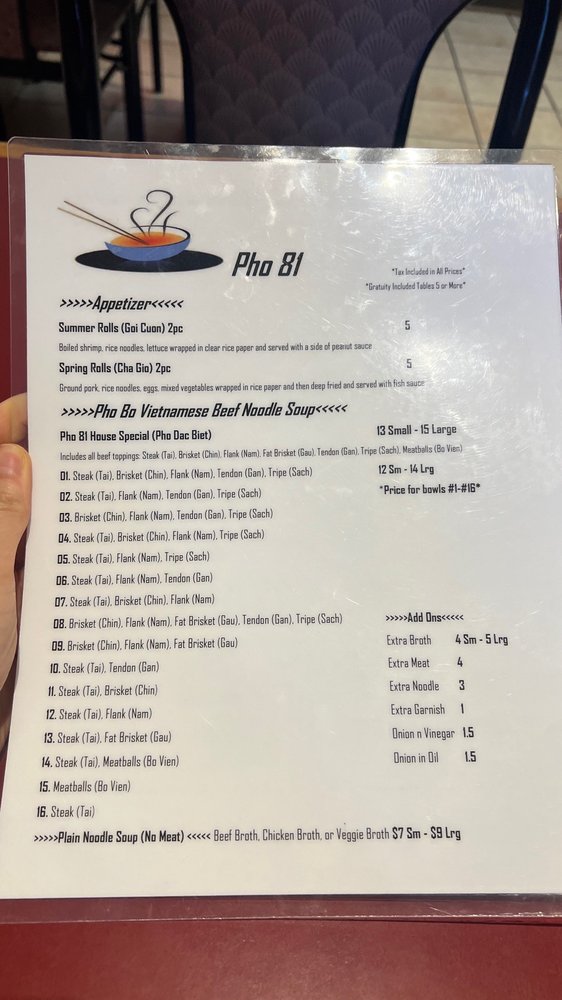 Pho 81
*Tax Included in All Prices*
*Gratuity Included Tables 5 or More*
>>>>>Appetizer<<<<<
Summer Rolls (Goi Cuon) 2pc 5
Boiled shrimp, rice noodles, lettuce wrapped in clear rice paper and served with a side of peanut sauce
Spring Rolls (Cha Gio) 2pc 5
Ground pork, rice noodles, eggs, mixed vegetables wrapped in rice paper and then deep fried and served with fish sauce
>>>>>Pho Bo Vietnamese Beef Noodle Soup<<<<<
Pho 81 House Special (Pho Dac Biet) 13 Small - 15 Large
Includes all beef toppings: Steak (Tai), Brisket (Chin), Flank (Nam), Fat Brisket (Gau), Tendon (Gan), Tripe (Sach), Meatballs (Bo Vien)
01. Steak (Tai), Brisket (Chin), Flank (Nam), Tendon (Gan), Tripe (Sach) 12 Sm - 14 Lrg
02. Steak (Tai), Flank (Nam), Tendon (Gan), Tripe (Sach) *Price for bowls #1-#16*
03. Brisket (Chin), Flank (Nam), Tendon (Gan), Tripe (Sach)
04. Steak (Tai), Brisket (Chin), Flank (Nam), Tripe (Sach)
05. Steak (Tai), Flank (Nam), Tripe (Sach)
06. Steak (Tai), Flank (Nam), Tendon (Gan)
07. Steak (Tai), Brisket (Chin), Flank (Nam)
08. Brisket (Chin), Flank (Nam), Fat Brisket (Gau), Tendon (Gan), Tripe (Sach)
09. Brisket (Chin), Flank (Nam), Fat Brisket (Gau)
10. Steak (Tai), Tendon (Gan)
11. Steak (Tai), Brisket (Chin)
12. Steak (Tai), Flank (Nam)
13. Steak (Tai), Fat Brisket (Gau)
14. Steak (Tai), Meatballs (Bo Vien)
15. Meatballs (Bo Vien)
16. Steak (Tai)
>>>>>Add Ons<<<<<
Extra Broth 4 Sm - 5 Lrg
Extra Meat 4
Extra Noodle 3
Extra Garnish 1
Onion n Vinegar 1.5
Onion in Oil 1.5
>>>>>Plain Noodle Soup (No Meat) <<<<< Beef Broth, Chicken Broth, or Veggie Broth $7 Sm - $9 Lrg